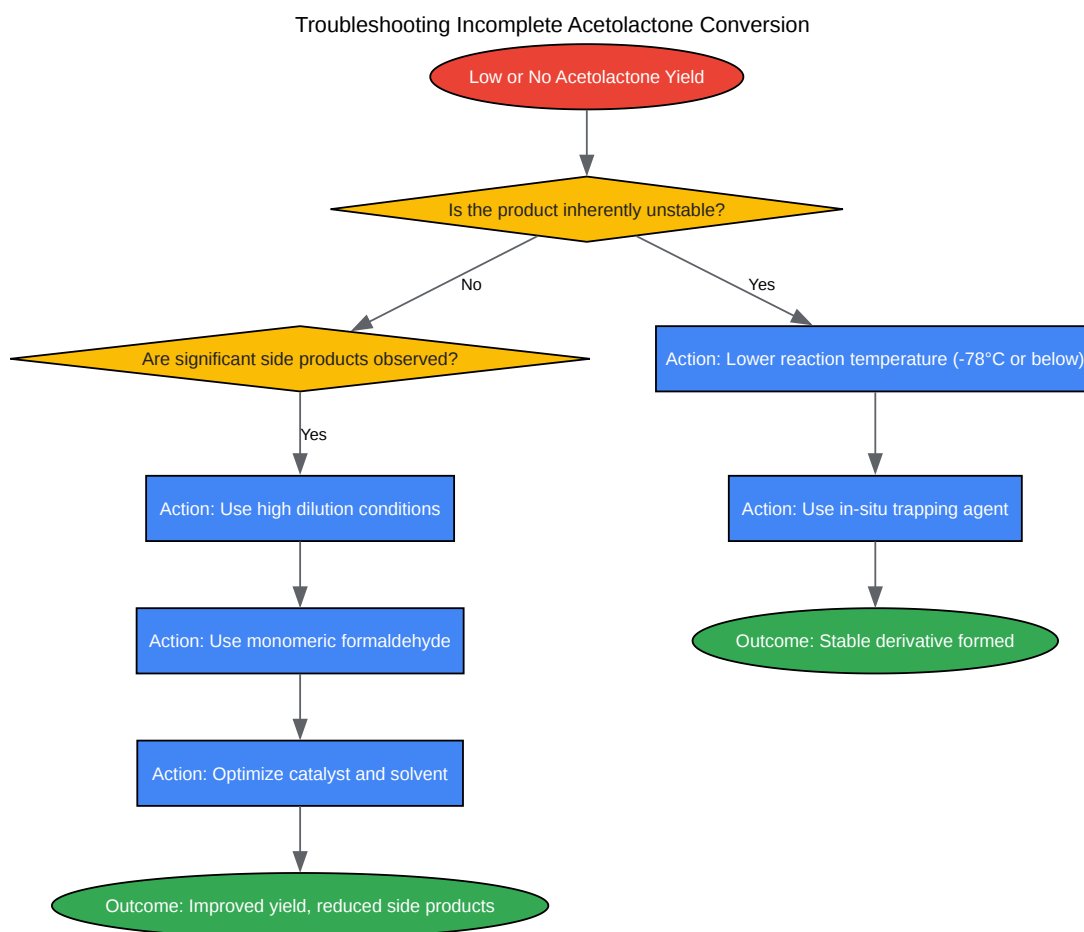 Troubleshooting Incomplete Acetolactone Conversion
Low or No Acetolactone Yield
Is the product inherently unstable?
No
Yes
Are significant side products observed?
Action: Lower reaction temperature (-78°C or below)
Yes
Action: Use high dilution conditions
Action: Use in-situ trapping agent
Action: Use monomeric formaldehyde
Outcome: Stable derivative formed
Action: Optimize catalyst and solvent
Outcome: Improved yield, reduced side products